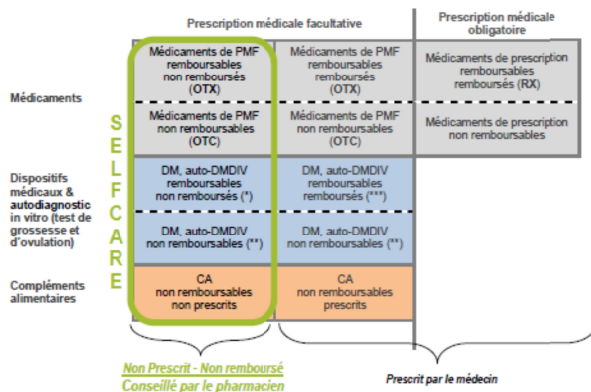 Prescription médicale facultative
Prescription médicale
obligatoire
Médicaments
Médicaments de PMF
remboursables
non remboursés
(OTX)
Médicaments de PMF
remboursables
remboursés
(OTX)
Médicaments de prescription
remboursables
remboursés (RX)
Médicaments de PMF
non remboursables
(OTC)
Médicaments de PMF
non remboursables
(OTC)
Médicaments de prescription
non remboursables
SELFCARE
Dispositifs
médicaux &
autodiagnostic
in vitro (test de
grossesse et
d'ovulation)
DM, auto-DMDIV
remboursables
non remboursés (*)
DM, auto-DMDIV
remboursables
remboursés (***)
DM, auto-DMDIV
non remboursables (**)
DM, auto-DMDIV
non remboursables (**)
Compléments
alimentaires
CA
non remboursables
non prescrits
CA
non remboursables
prescrits
Non Prescrit - Non remboursé
Conseillé par le pharmacien
Prescrit par le médecin